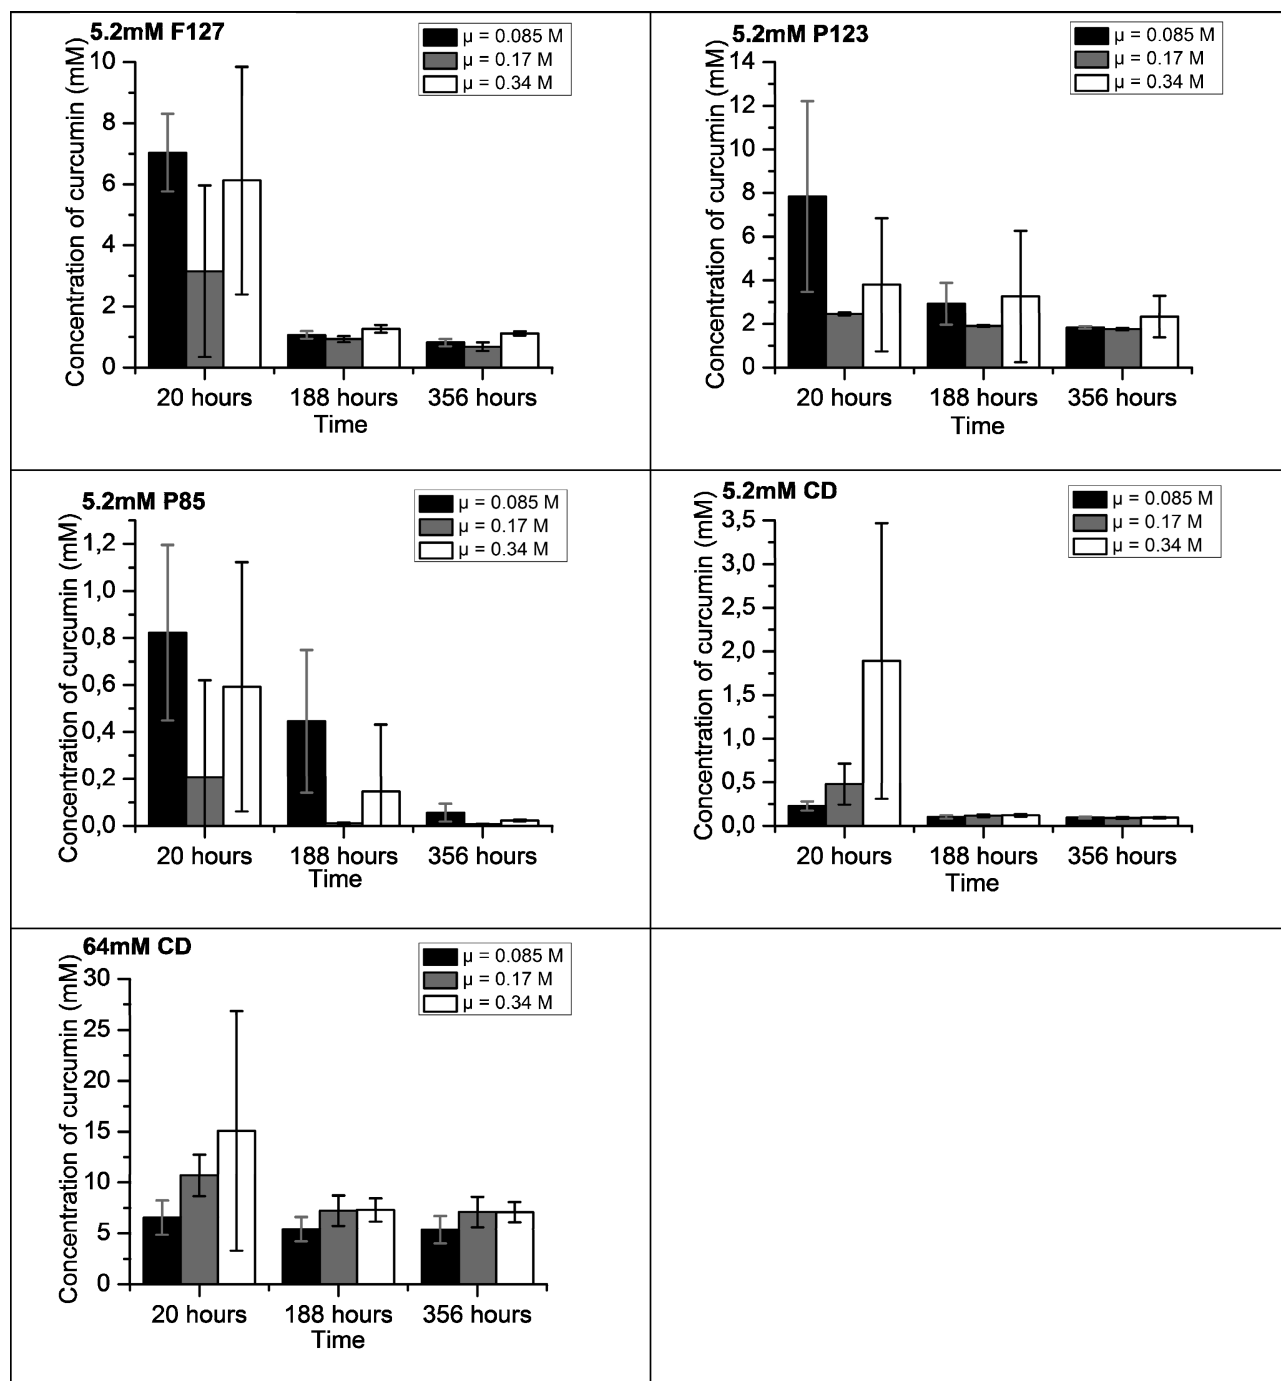 5.2mM F127
μ = 0.085 M
μ = 0.17 M
μ = 0.34 M
Concentration of curcumin (mM)
10
8
6
4
2
0
20 hours
188 hours
356 hours
Time
5.2mM P123
μ = 0.085 M
μ = 0.17 M
μ = 0.34 M
Concentration of curcumin (mM)
14
12
10
8
6
4
2
0
20 hours
188 hours
356 hours
Time
5.2mM P85
μ = 0.085 M
μ = 0.17 M
μ = 0.34 M
Concentration of curcumin (mM)
1,2
1,0
0,8
0,6
0,4
0,2
0,0
20 hours
188 hours
356 hours
Time
5.2mM CD
μ = 0.085 M
μ = 0.17 M
μ = 0.34 M
Concentration of curcumin (mM)
3,5
3,0
2,5
2,0
1,5
1,0
0,5
0,0
20 hours
188 hours
356 hours
Time
64mM CD
μ = 0.085 M
μ = 0.17 M
μ = 0.34 M
Concentration of curcumin (mM)
30
25
20
15
10
5
0
20 hours
188 hours
356 hours
Time